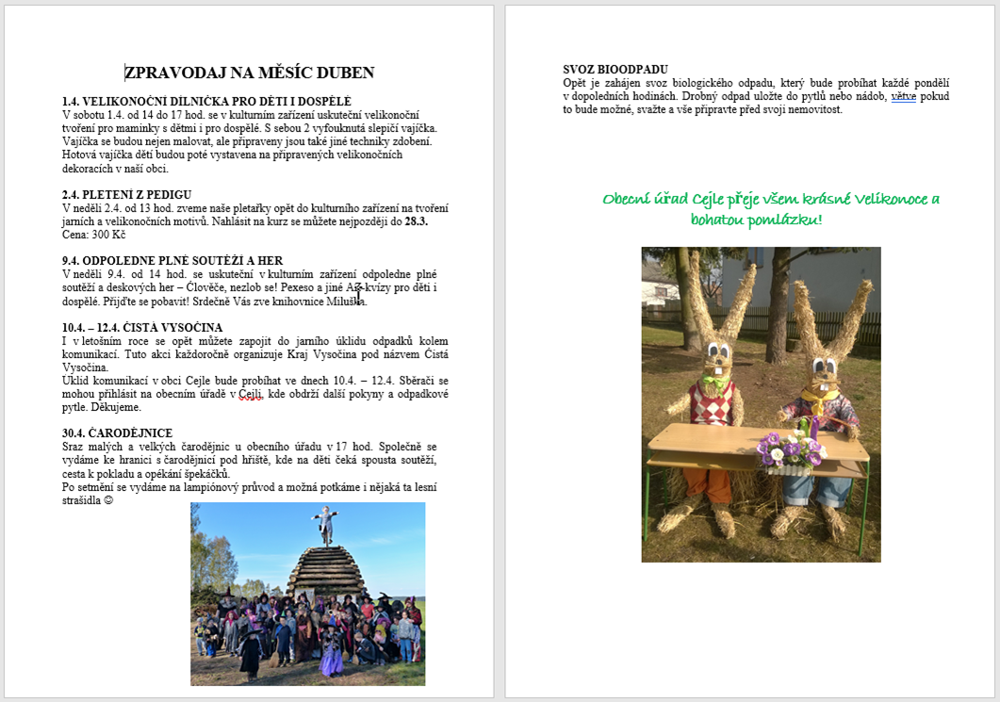 ZPRAVODAJ NA MĚSÍC DUBEN
1.4. VELIKONOČNÍ DÍLNIČKA PRO DĚTI I DOSPĚLÉ
V sobotu 1.4. od 14 do 17 hod. se v kulturním zařízení uskuteční velikonoční
tvoření pro maminky s dětmi i pro dospělé. S sebou 2 vyfouknutá slepičí vajíčka.
Vajíčka se budou nejen malovat, ale připraveny jsou také jiné techniky zdobení.
Hotová vajíčka dětí budou poté vystavena na připravených velikonočních
dekoracích v naší obci.
2.4. PLETENÍ Z PEDIGU
V neděli 2.4. od 13 hod. zveme naše pletařky opět do kulturního zařízení na tvoření
jarních a velikonočních motivů. Nahlásit na kurz se můžete nejpozději do 28.3.
Cena: 300 Kč
9.4. ODPOLEDNE PLNÉ SOUTĚŽÍ A HER
V neděli 9.4. od 14 hod. se uskuteční v kulturním zařízení odpoledne plné
soutěží a deskových her – Člověče, nezlob se! Pexeso a jiné AZ-kvízy pro děti i
dospělé. Přijďte se pobavit! Srdečně Vás zve knihovnice Miluška.
10.4. – 12.4. ČISTÁ VYSOČINA
I v letošním roce se opět můžete zapojit do jarního úklidu odpadků kolem
komunikací. Tuto akci každoročně organizuje Kraj Vysočina pod názvem Čistá
Vysočina.
Úklid komunikací v obci Cejle bude probíhat ve dnech 10.4. – 12.4. Sběrači se
mohou přihlásit na obecním úřadě v Cejli, kde obdrží další pokyny a odpadkové
pytle. Děkujeme.
30.4. ČARODĚJNICE
Sraz malých a velkých čarodějnic u obecního úřadu v 17 hod. Společně se
vydáme ke hranici s čarodějnicí pod hřiště, kde na děti čeká spousta soutěží,
cesta k pokladu a opékání špekáčků.
Po setmění se vydáme na lampiónový průvod a možná potkáme i nějaká ta lesní
strašidla ☺
SVOZ BIOODPADU
Opět je zahájen svoz biologického odpadu, který bude probíhat každé pondělí
v dopoledních hodinách. Drobný odpad uložte do pytlů nebo nádob, větve pokud
to bude možné, svažte a vše připravte před svoji nemovitost.
Obecní úřad Cejle přeje všem krásné Velikonoce a
bohatou pomlázku!